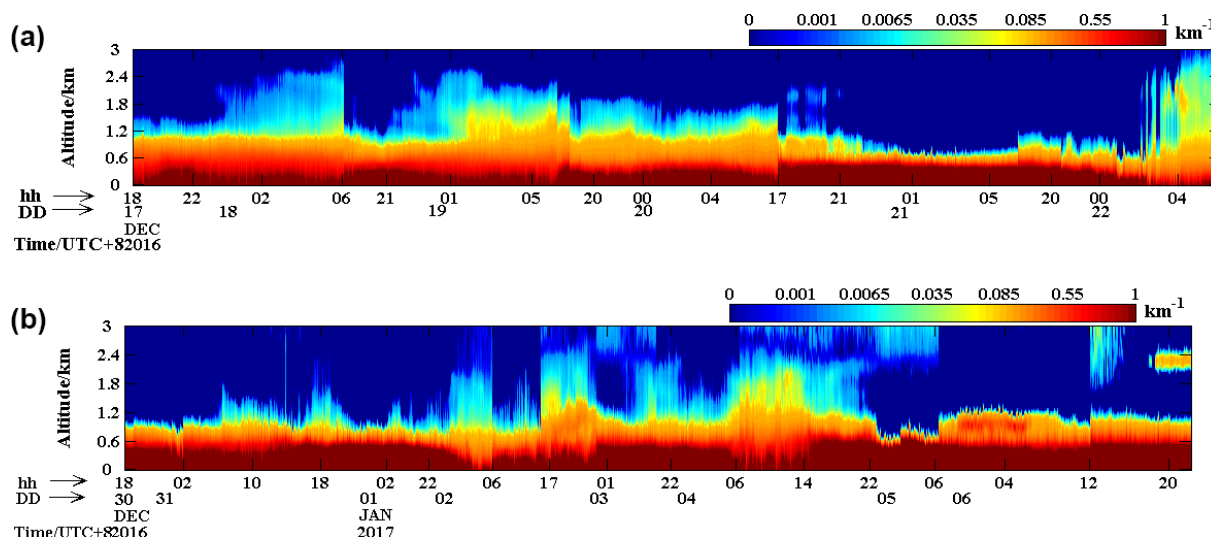 (a)
0 0.001 0.0065 0.035 0.085 0.55 1
km-1
3
2.4
1.8
1.2
0.6
0
Altitude/km
hh 18 22 02 06 21 01 05 20 00 04 17 21 01 05 20 00 04
DD 17 18 19 20 21 22
DEC
Time/UTC+82016
(b)
0 0.001 0.0065 0.035 0.085 0.55 1
km-1
3
2.4
1.8
1.2
0.6
0
Altitude/km
hh 18 02 10 18 02 22 06 17 01 22 06 14 22 06 04 12 20
DD 30 31 01 02 03 04 05 06
DEC JAN
Time/UTC+82016 2017